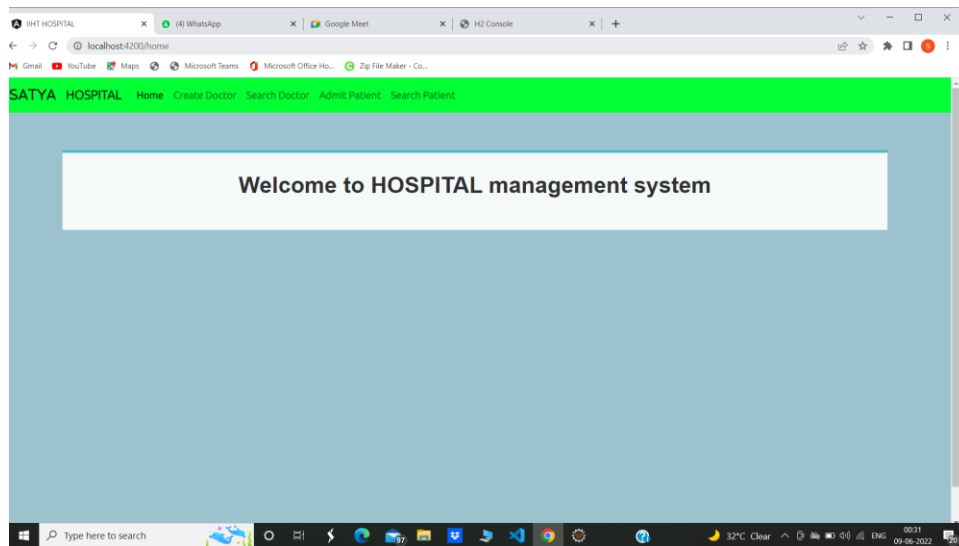 IIHT HOSPITAL (4) WhatsApp Google Meet H2 Console
localhost:4200/home
Gmail YouTube Maps Microsoft Teams Microsoft Office Ho... Zip File Maker - Co...
SATYA HOSPITAL Home Create Doctor Search Doctor Admit Patient Search Patient
Welcome to HOSPITAL management system
Type here to search 97 32°C Clear ENG 00:31
09-06-2022 20